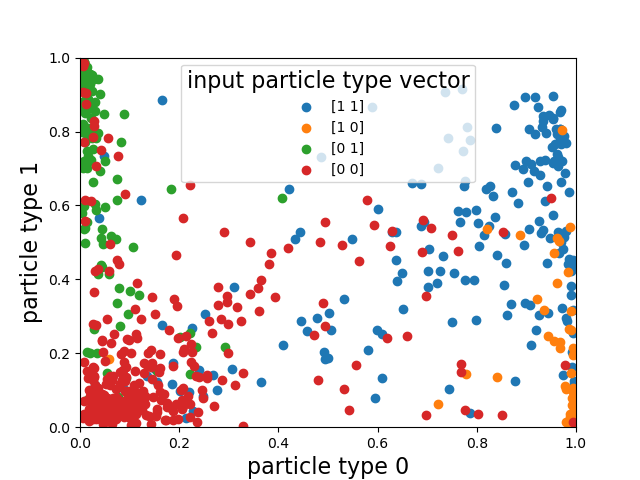 1.0
0.8
0.6
0.4
0.2
0.0
particle type 1
input particle type vector
[1 1]
[1 0]
[0 1]
[0 0]
0.0 0.2 0.4 0.6 0.8 1.0
particle type 0